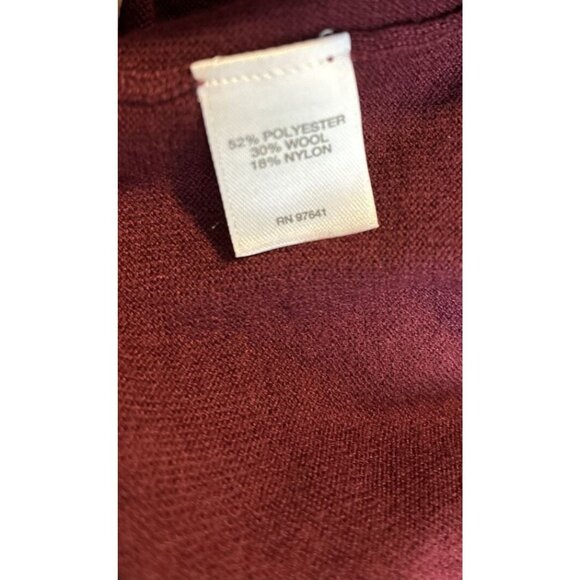 52% POLYESTER
30% WOOL
18% NYLON
RN 97641